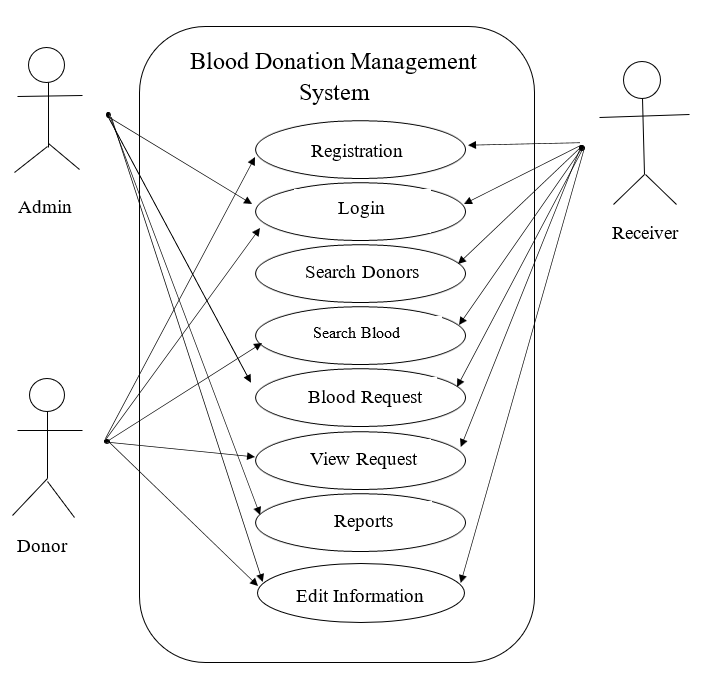 Blood Donation Management
System
Registration
Login
Search Donors
Search Blood
Blood Request
View Request
Reports
Edit Information
Admin
Donor
Receiver